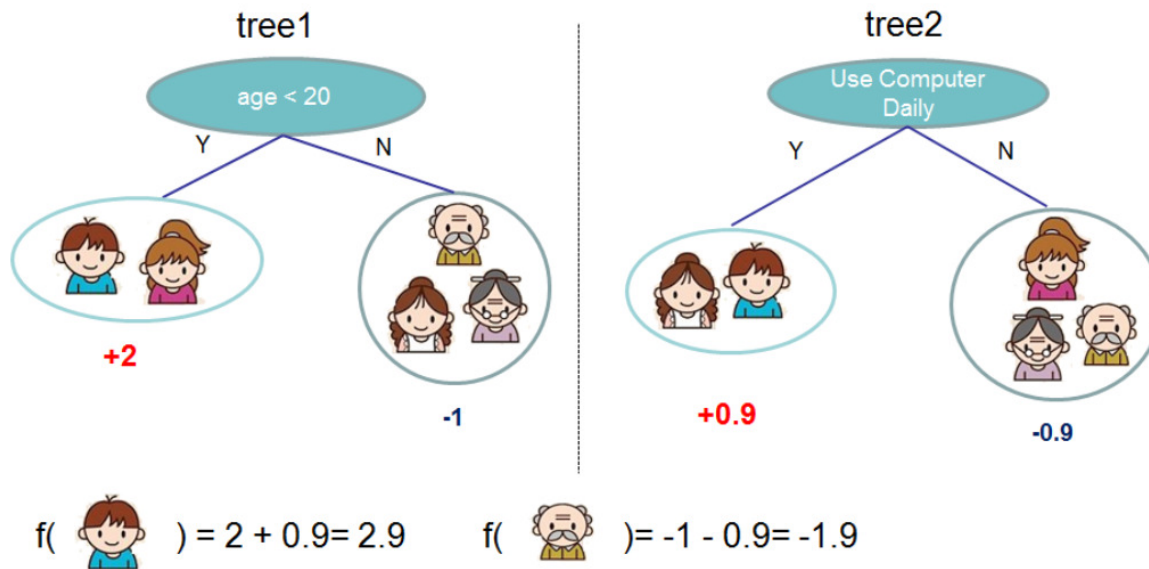 tree1
age < 20
Y
N
+2
-1
tree2
Use Computer
Daily
Y
N
+0.9
-0.9
f( ) = 2 + 0.9= 2.9
f( )= -1 - 0.9= -1.9